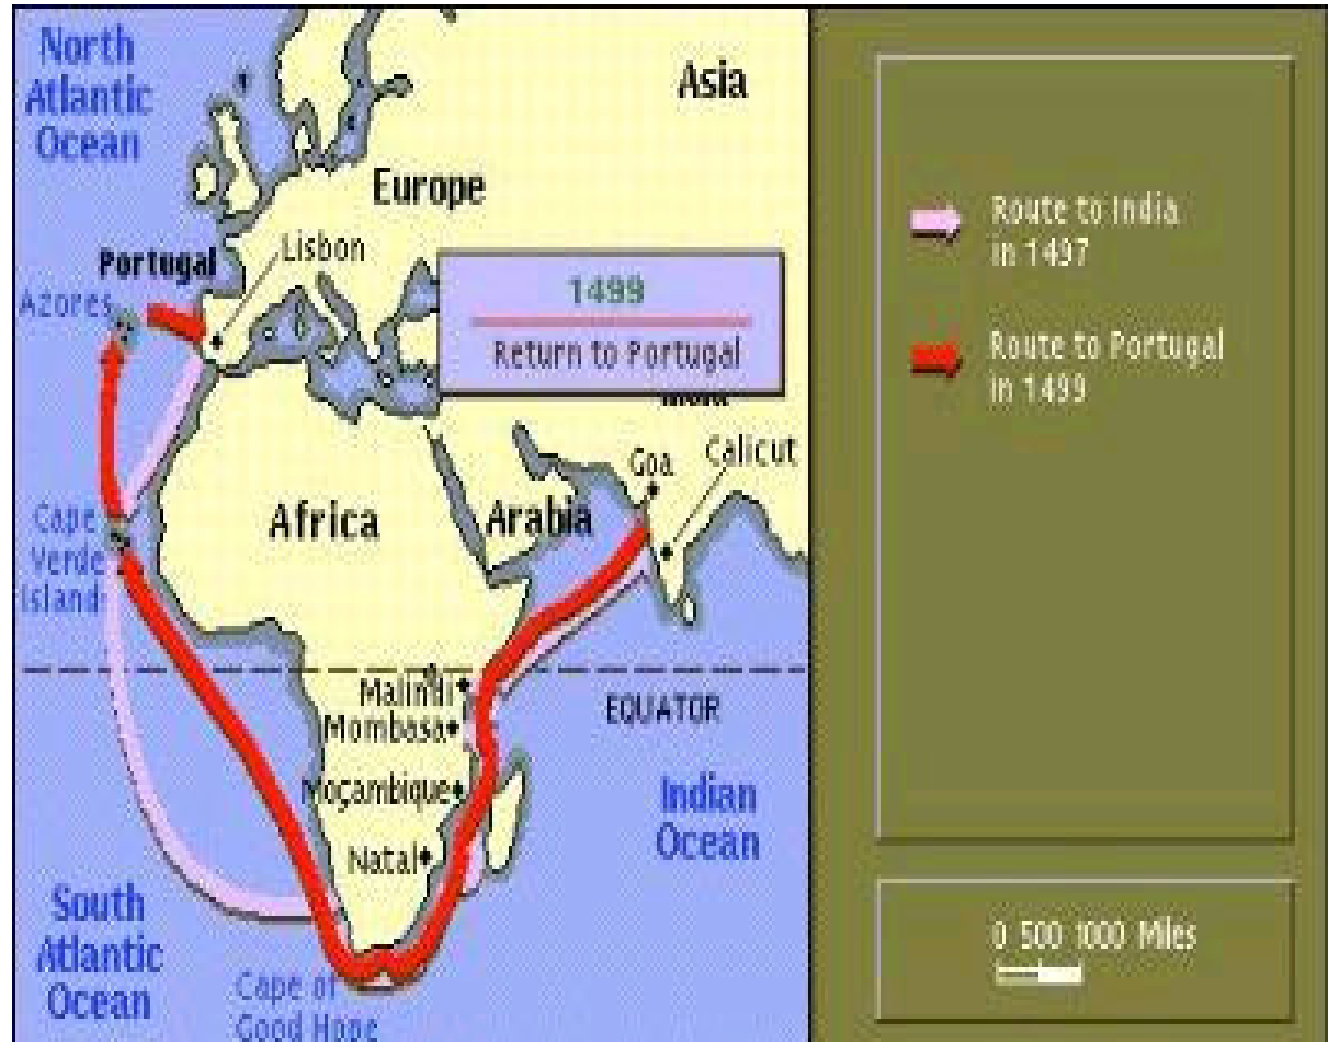 North
Atlantic
Ocean
Asia
Europe
Portugal
Lisbon
Azores
1499
Return to Portugal
Goa
Calicut
Cape
Verde
Island
Africa
Arabia
Malindi
Mombasa
EQUATOR
Moçambique
Natal
Indian
Ocean
South
Atlantic
Ocean
Cape of
Good Hope
Route to India
in 1497
Route to Portugal
in 1499
0 500 1000 Miles